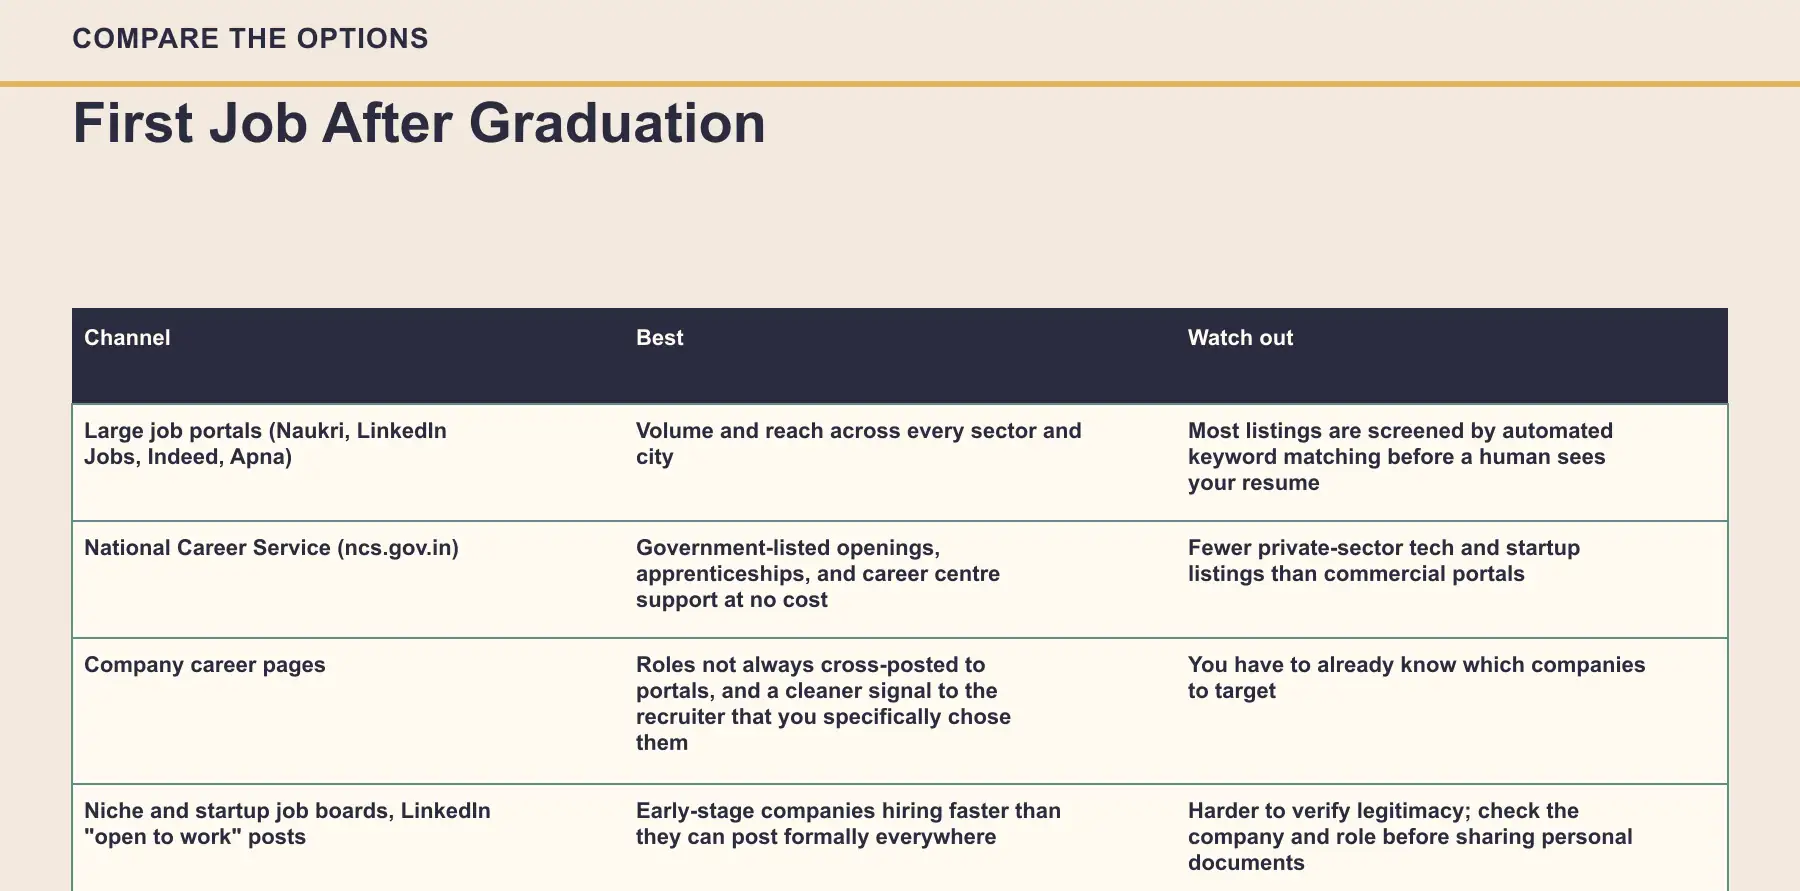 COMPARE THE OPTIONS
First Job After Graduation
Channel
Best
Watch out
Large job portals (Naukri, LinkedIn
Jobs, Indeed, Apna)
Volume and reach across every sector and
city
Most listings are screened by automated
keyword matching before a human sees
your resume
National Career Service (ncs.gov.in)
Government-listed openings,
apprenticeships, and career centre
support at no cost
Fewer private-sector tech and startup
listings than commercial portals
Company career pages
Roles not always cross-posted to
portals, and a cleaner signal to the
recruiter that you specifically chose
them
You have to already know which companies
to target
Niche and startup job boards, LinkedIn
"open to work" posts
Early-stage companies hiring faster than
they can post formally everywhere
Harder to verify legitimacy; check the
company and role before sharing personal
documents